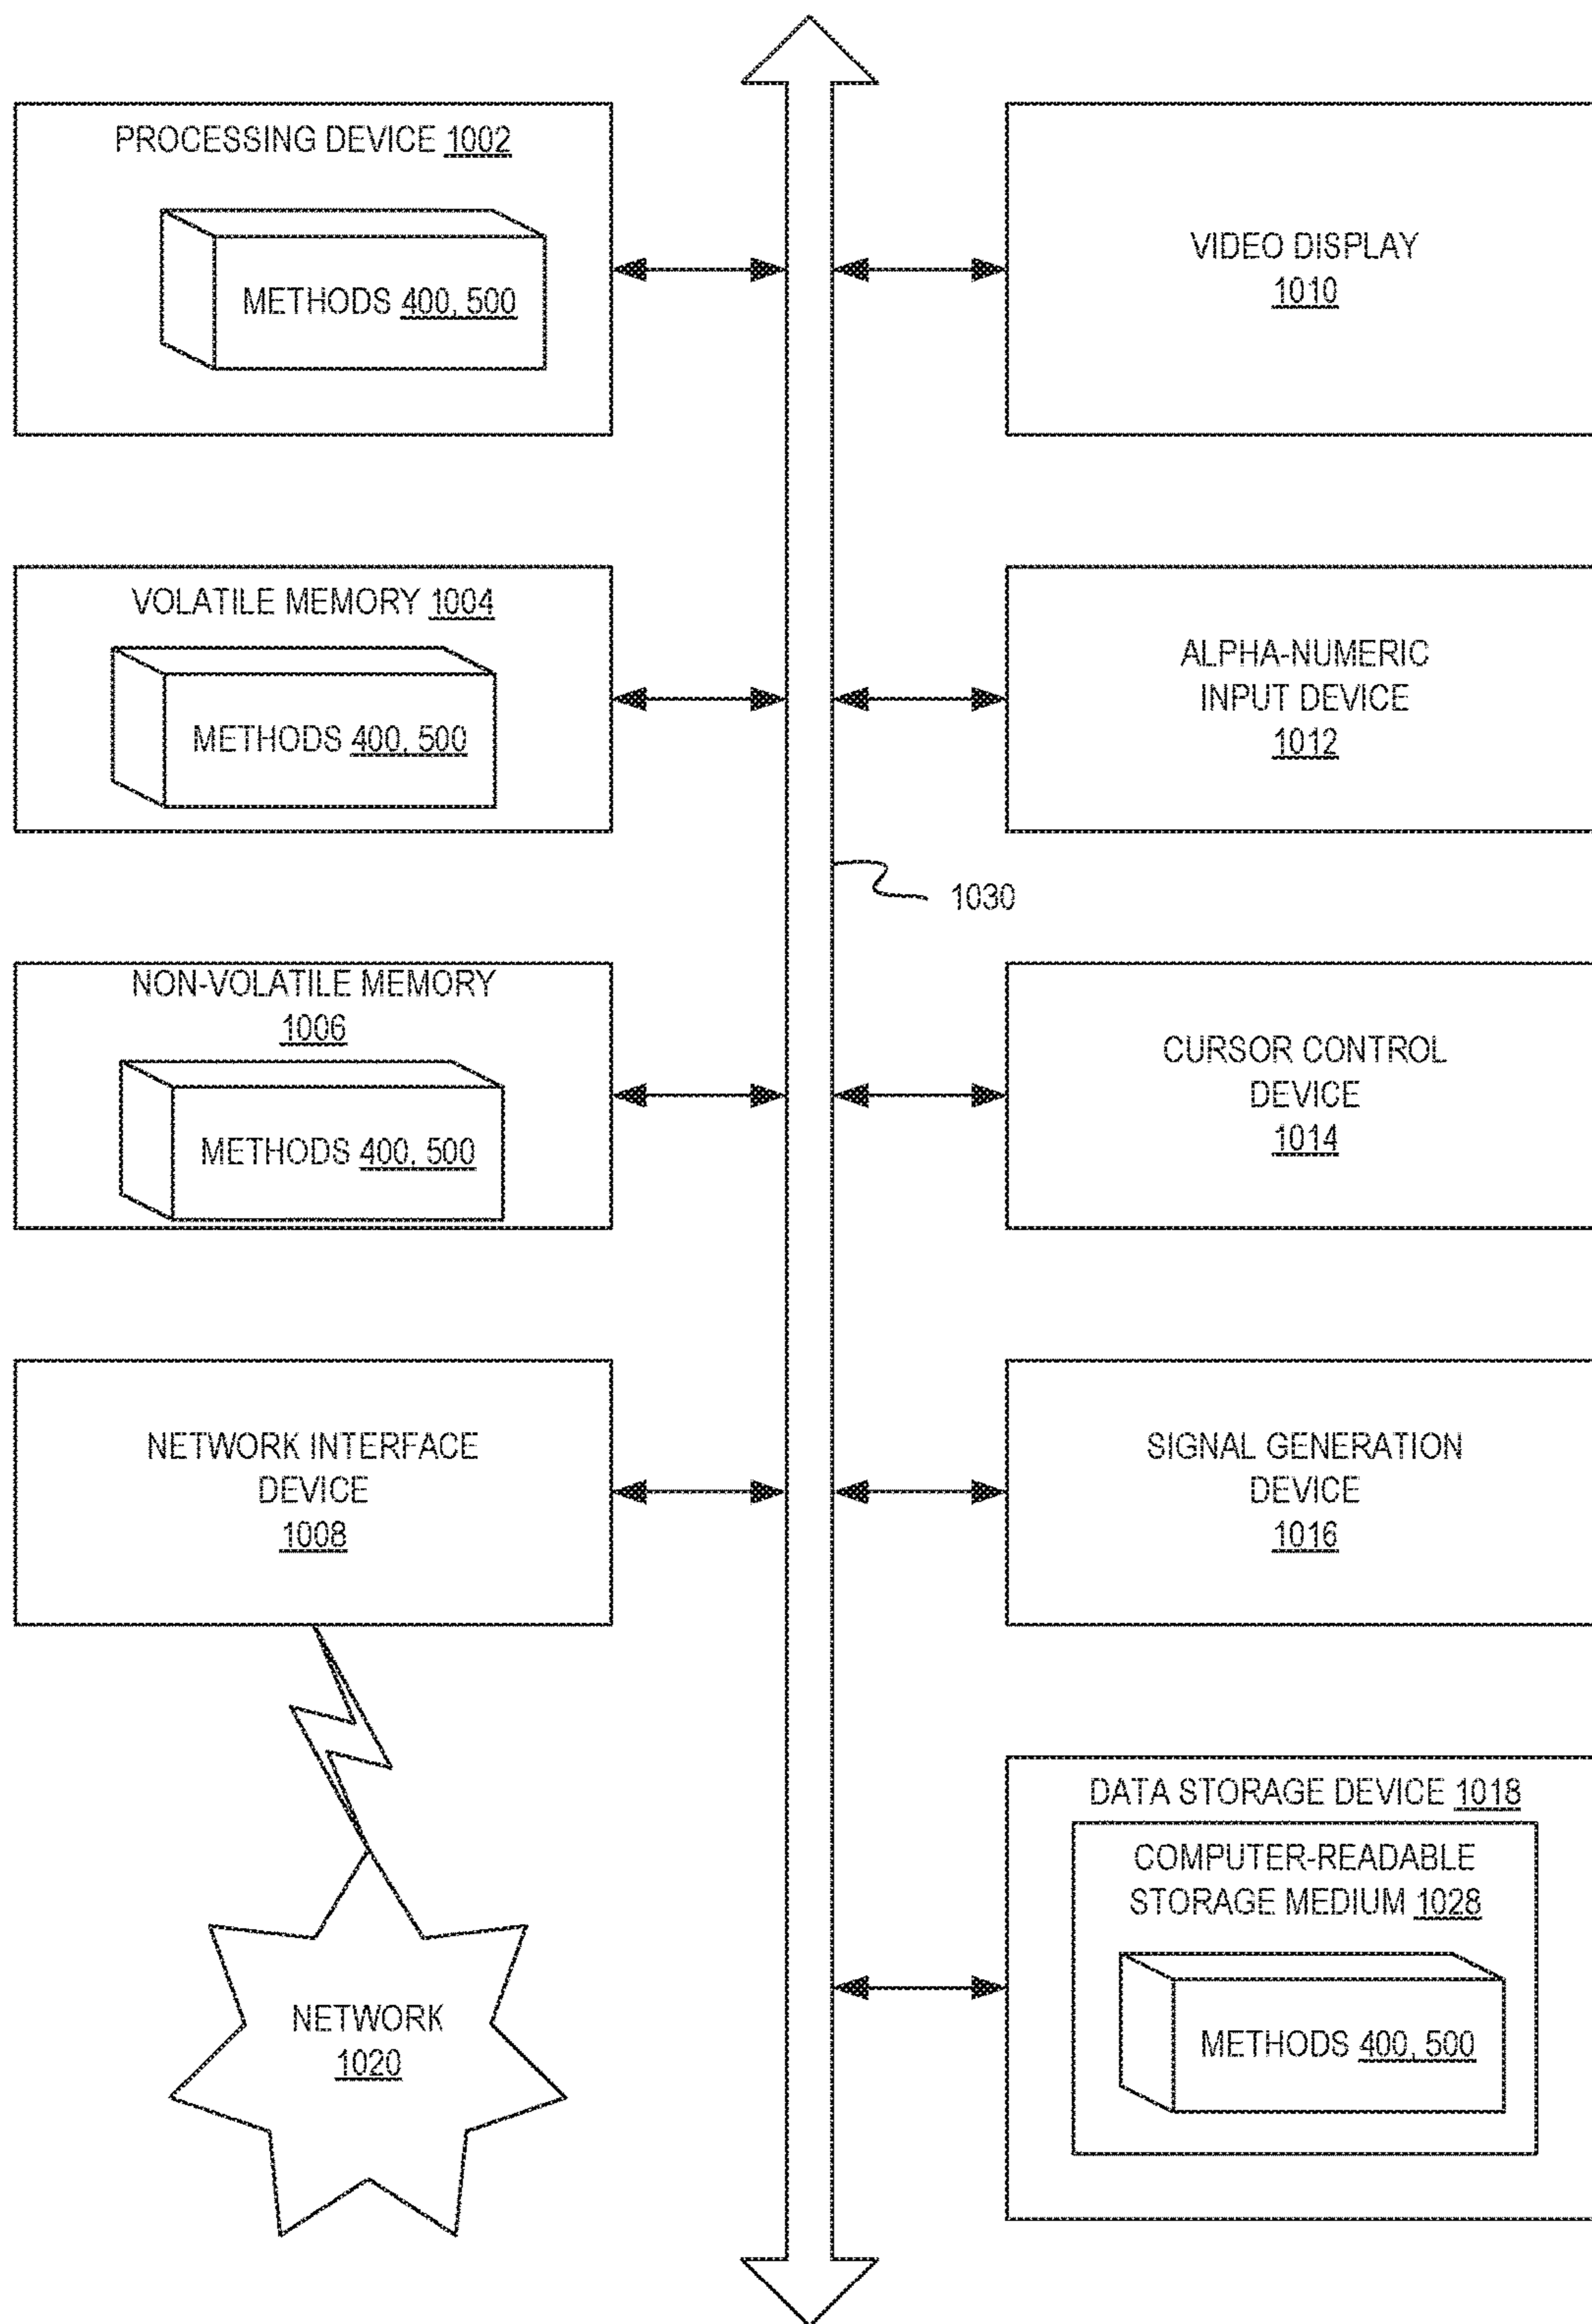 PROCESSING DEVICE 1002
METHODS 400, 500
VOLATILE MEMORY 1004
METHODS 400, 500
NON-VOLATILE MEMORY
1006
METHODS 400, 500
NETWORK INTERFACE
DEVICE
1008
NETWORK
1020
VIDEO DISPLAY
1010
ALPHA-NUMERIC
INPUT DEVICE
1012
1030
CURSOR CONTROL
DEVICE
1014
SIGNAL GENERATION
DEVICE
1016
DATA STORAGE DEVICE 1018
COMPUTER-READABLE
STORAGE MEDIUM 1028
METHODS 400, 500